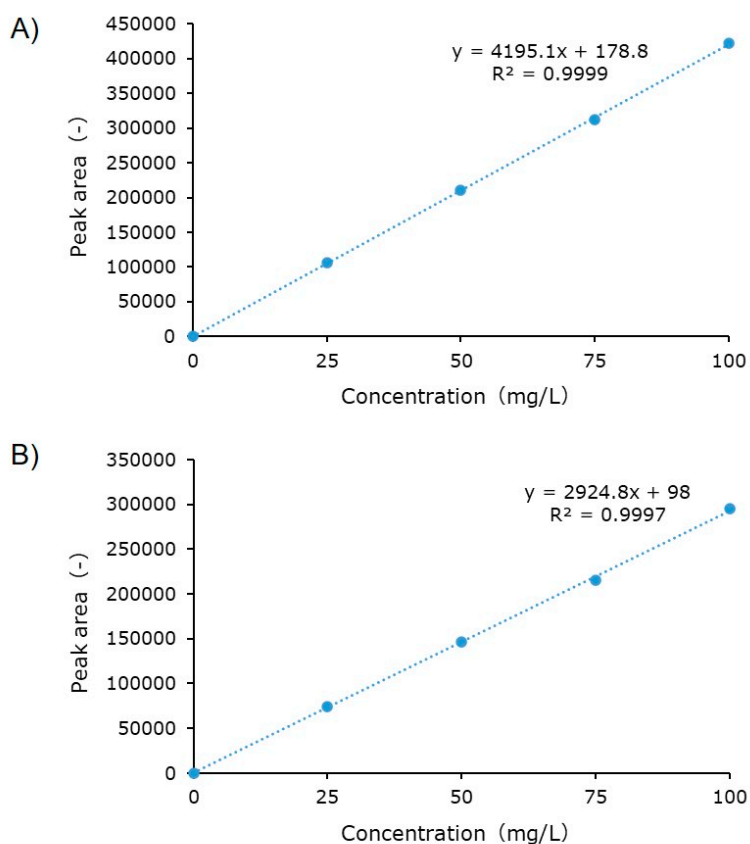 A)
450000
400000
350000
300000
250000
200000
150000
100000
50000
0
Peak area (-)
y = 4195.1x + 178.8
R² = 0.9999
0 25 50 75 100
Concentration（mg/L）
B)
350000
300000
250000
200000
150000
100000
50000
0
Peak area (-)
y = 2924.8x + 98
R² = 0.9997
0 25 50 75 100
Concentration（mg/L）